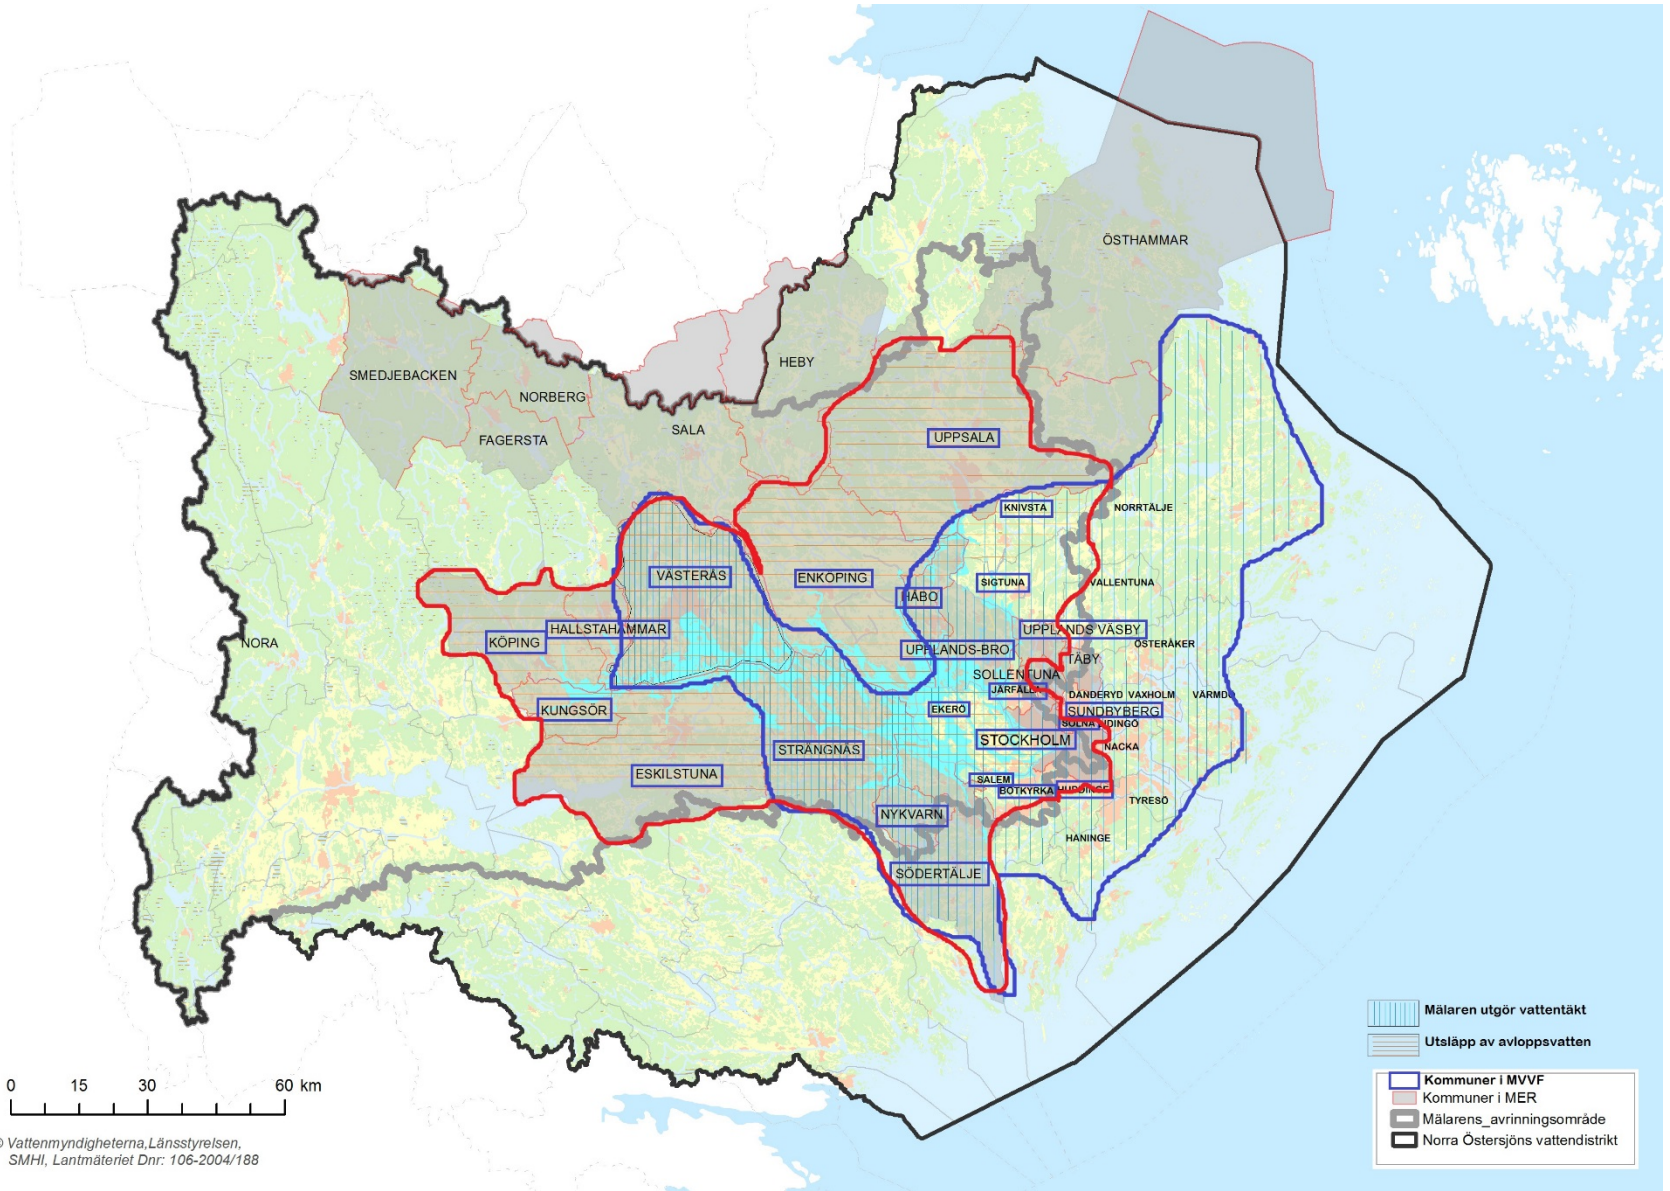 ÖSTHAMMAR
HEBY
SMEDJEBACKEN
NORBERG
SALA
FAGERSTA
UPPSALA
KNIVSTA
NORRTÄLJE
VÄSTERÅS
ENKÖPING
SIGTUNA
VALLENTUNA
HÅBO
NORA
KÖPING
HALLSTAHAMMAR
UPPLANDS VÄSBY
UPPLANDS-BRO
ÖSTERÅKER
TÄBY
SOLLENTUNA
JÄRFÄLLA
DANDERYD
VAXHOLM
VÄRMDÖ
KUNGSÖR
EKERÖ
SUNDBYBERG
SOLNA
LIDINGÖ
STRÄNGNÄS
STOCKHOLM
NACKA
ESKILSTUNA
SALEM
BOTKYRKA
HUDDINGE
TYRESÖ
NYKVARN
HANINGE
SÖDERTÄLJE
Mälaren utgör vattentäkt
Utsläpp av avloppsvatten
Kommuner i MVVF
Kommuner i MER
Mälarens_avrinningsområde
Norra Östersjöns vattendistrikt
0 15 30 60 km
© Vattenmyndigheterna,Länsstyrelsen,
SMHI, Lantmäteriet Dnr: 106-2004/188